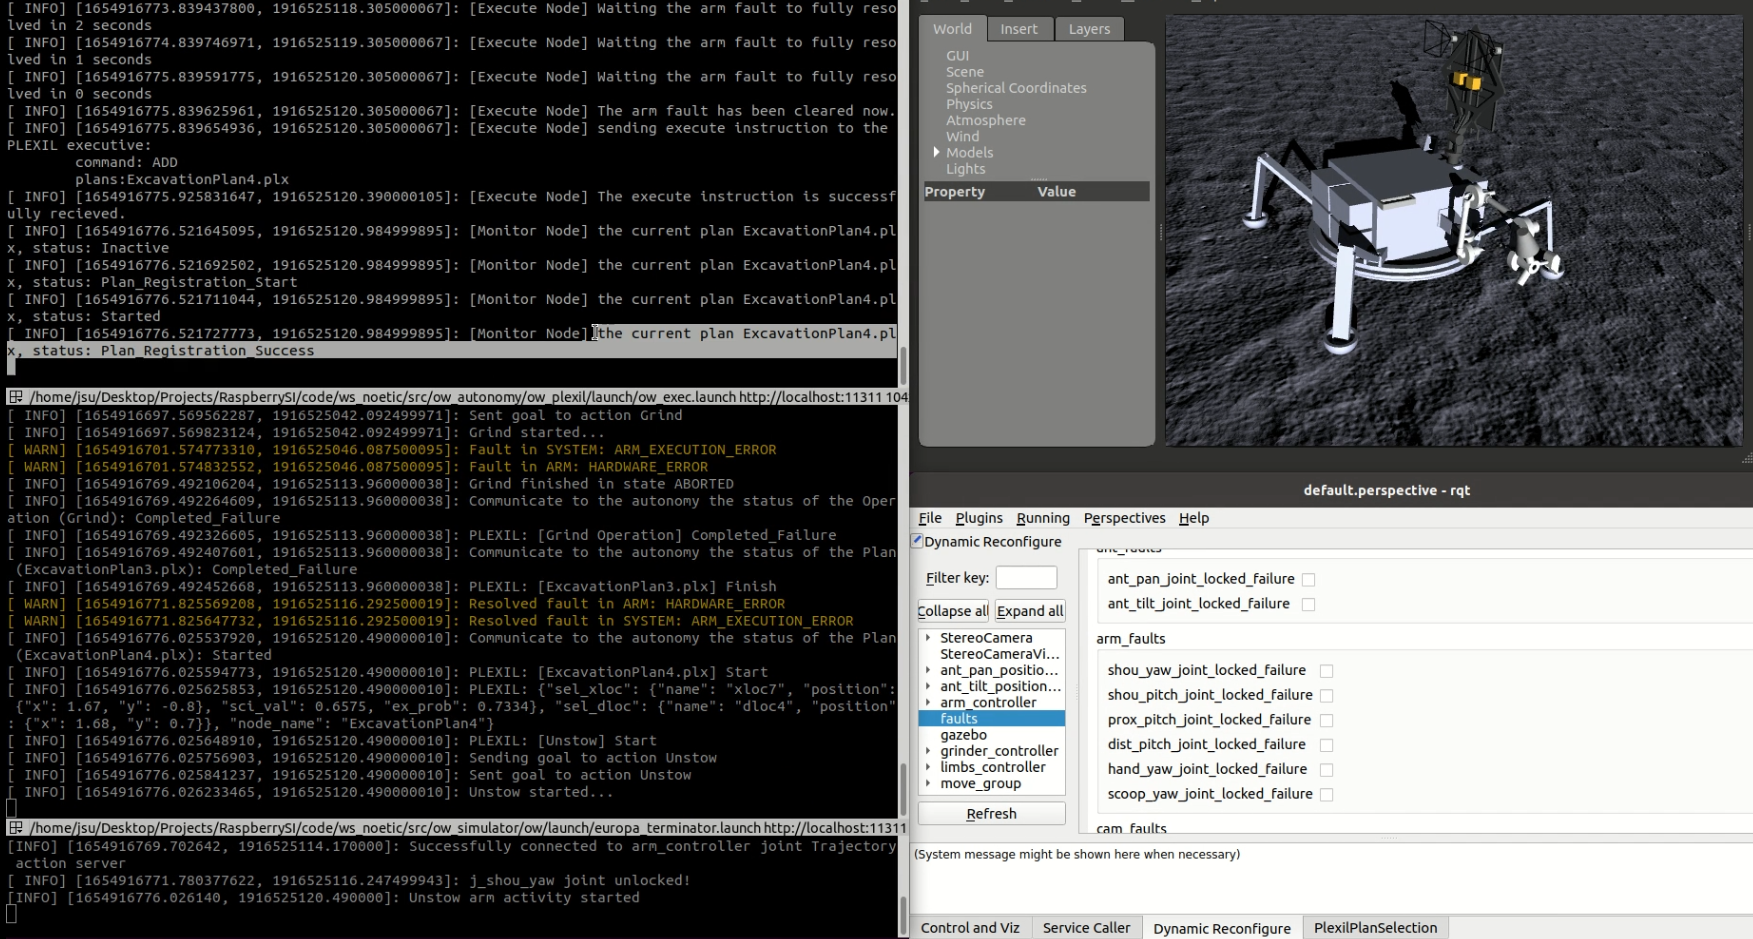 [ INFO] [1654916773.839437800, 1916525118.305000067]: [Execute Node] Waiting the arm fault to fully reso
lved in 2 seconds
[ INFO] [1654916774.839746971, 1916525119.305000067]: [Execute Node] Waiting the arm fault to fully reso
lved in 1 seconds
[ INFO] [1654916775.839591775, 1916525120.305000067]: [Execute Node] Waiting the arm fault to fully reso
lved in 0 seconds
[ INFO] [1654916775.839625961, 1916525120.305000067]: [Execute Node] The arm fault has been cleared now.
[ INFO] [1654916775.839654936, 1916525120.305000067]: [Execute Node] sending execute instruction to the
PLEXIL executive:
command: ADD
plans:ExcavationPlan4.plx
[ INFO] [1654916775.925831647, 1916525120.390000105]: [Execute Node] The execute instruction is successf
ully recieved.
[ INFO] [1654916776.521645095, 1916525120.984999895]: [Monitor Node] the current plan ExcavationPlan4.pl
x, status: Inactive
[ INFO] [1654916776.521692502, 1916525120.984999895]: [Monitor Node] the current plan ExcavationPlan4.pl
x, status: Plan_Registration_Start
[ INFO] [1654916776.521711044, 1916525120.984999895]: [Monitor Node] the current plan ExcavationPlan4.pl
x, status: Started
[ INFO] [1654916776.521727773, 1916525120.984999895]: [Monitor Node] the current plan ExcavationPlan4.pl
x, status: Plan_Registration_Success
/home/jsu/Desktop/Projects/RaspberrySI/code/ws_noetic/src/ow_autonomy/ow_plexil/launch/ow_exec.launch http://localhost:11311 104
[ INFO] [1654916697.569562287, 1916525042.092499971]: Sent goal to action Grind
[ INFO] [1654916697.569823124, 1916525042.092499971]: Grind started...
[ WARN] [1654916701.574773310, 1916525046.087500095]: Fault in SYSTEM: ARM_EXECUTION_ERROR
[ WARN] [1654916701.574832552, 1916525046.087500095]: Fault in ARM: HARDWARE_ERROR
[ INFO] [1654916769.492106204, 1916525113.960000038]: Grind finished in state ABORTED
[ INFO] [1654916769.492264609, 1916525113.960000038]: Communicate to the autonomy the status of the Oper
ation (Grind): Completed_Failure
[ INFO] [1654916769.492326605, 1916525113.960000038]: PLEXIL: [Grind Operation] Completed_Failure
[ INFO] [1654916769.492407601, 1916525113.960000038]: Communicate to the autonomy the status of the Plan
(ExcavationPlan3.plx): Completed_Failure
[ INFO] [1654916769.492452668, 1916525113.960000038]: PLEXIL: [ExcavationPlan3.plx] Finish
[ WARN] [1654916771.825569208, 1916525116.292500019]: Resolved fault in ARM: HARDWARE_ERROR
[ WARN] [1654916771.825647732, 1916525116.292500019]: Resolved fault in SYSTEM: ARM_EXECUTION_ERROR
[ INFO] [1654916776.025537920, 1916525120.490000010]: Communicate to the autonomy the status of the Plan
(ExcavationPlan4.plx): Started
[ INFO] [1654916776.025594773, 1916525120.490000010]: PLEXIL: [ExcavationPlan4.plx] Start
[ INFO] [1654916776.025625853, 1916525120.490000010]: PLEXIL: {"sel_xloc": {"name": "xloc7", "position":
{"x": 1.67, "y": -0.8}, "sci_val": 0.6575, "ex_prob": 0.7334}, "sel_dloc": {"name": "dloc4", "position"
: {"x": 1.68, "y": 0.7}}, "node_name": "ExcavationPlan4"}
[ INFO] [1654916776.025648910, 1916525120.490000010]: PLEXIL: [Unstow] Start
[ INFO] [1654916776.025756903, 1916525120.490000010]: Sending goal to action Unstow
[ INFO] [1654916776.025841237, 1916525120.490000010]: Sent goal to action Unstow
[ INFO] [1654916776.026233465, 1916525120.490000010]: Unstow started...
/home/jsu/Desktop/Projects/RaspberrySI/code/ws_noetic/src/ow_simulator/ow/launch/europa_terminator.launch http://localhost:11311
[INFO] [1654916769.702642, 1916525114.170000]: Successfully connected to arm_controller joint Trajectory
action server
[ INFO] [1654916771.780377622, 1916525116.247499943]: j_shou_yaw joint unlocked!
[INFO] [1654916776.026140, 1916525120.490000]: Unstow arm activity started
World Insert Layers
GUI
Scene
Spherical Coordinates
Physics
Atmosphere
Wind
Models
Lights
Property Value
default.perspective - rqt
File Plugins Running Perspectives Help
Dynamic Reconfigure
Filter key:
Collapse all Expand all
StereoCamera
StereoCameraVi...
ant_pan_positio...
ant_tilt_position...
arm_controller
faults
gazebo
grinder_controller
limbs_controller
move_group
Refresh
ant_faults
ant_pan_joint_locked_failure
ant_tilt_joint_locked_failure
arm_faults
shou_yaw_joint_locked_failure
shou_pitch_joint_locked_failure
prox_pitch_joint_locked_failure
dist_pitch_joint_locked_failure
hand_yaw_joint_locked_failure
scoop_yaw_joint_locked_failure
cam_faults
(System message might be shown here when necessary)
Control and Viz Service Caller Dynamic Reconfigure PlexilPlanSelection